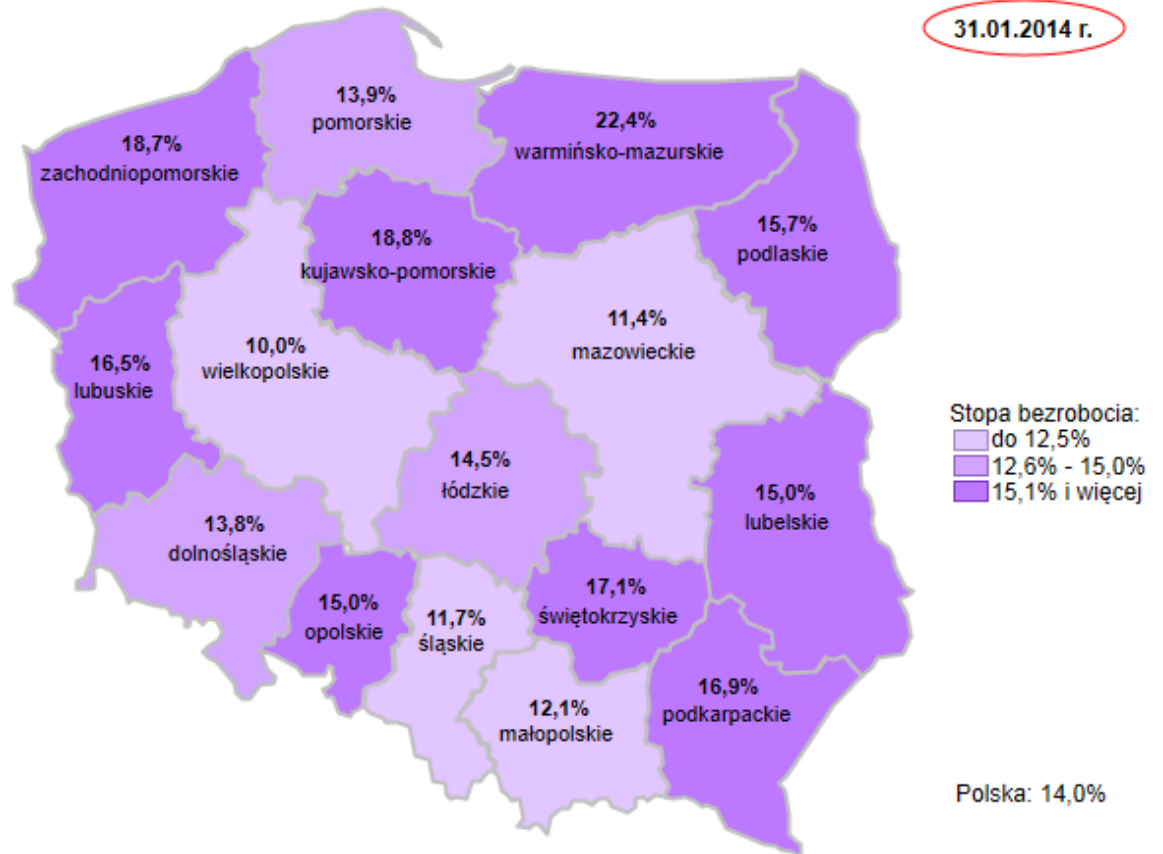 31.01.2014 r.
13,9%
pomorskie
22,4%
warmińsko-mazurskie
18,7%
zachodniopomorskie
15,7%
podlaskie
18,8%
kujawsko-pomorskie
11,4%
mazowieckie
10,0%
wielkopolskie
16,5%
lubuskie
14,5%
łódzkie
15,0%
lubelskie
13,8%
dolnośląskie
17,1%
świętokrzyskie
15,0%
opolskie
11,7%
śląskie
16,9%
podkarpackie
12,1%
małopolskie
Stopa bezrobocia:
do 12,5%
12,6% - 15,0%
15,1% i więcej
Polska: 14,0%